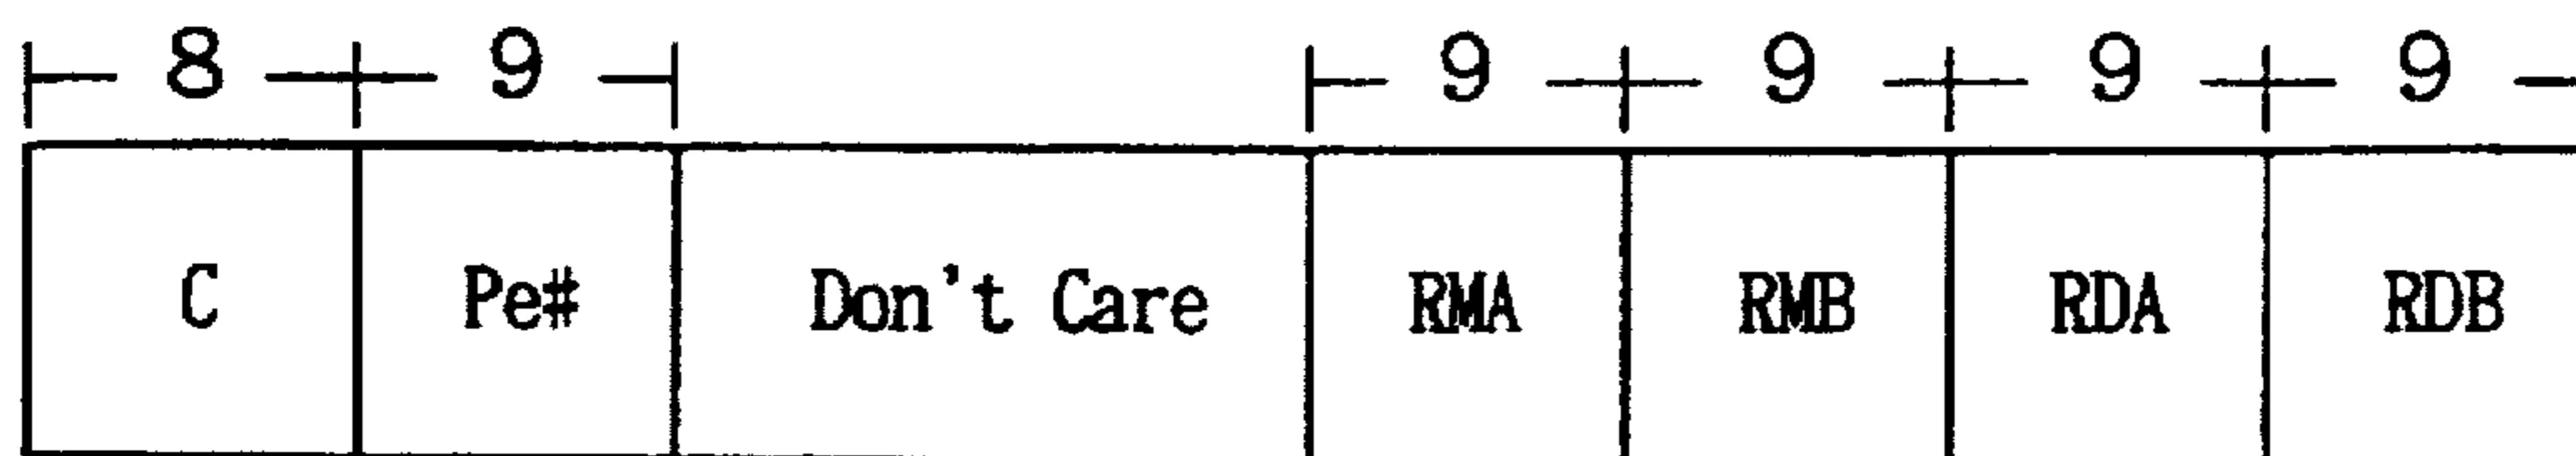 8 9 9 9 9 9
C Pe# Don't Care RMA RMB RDA RDB